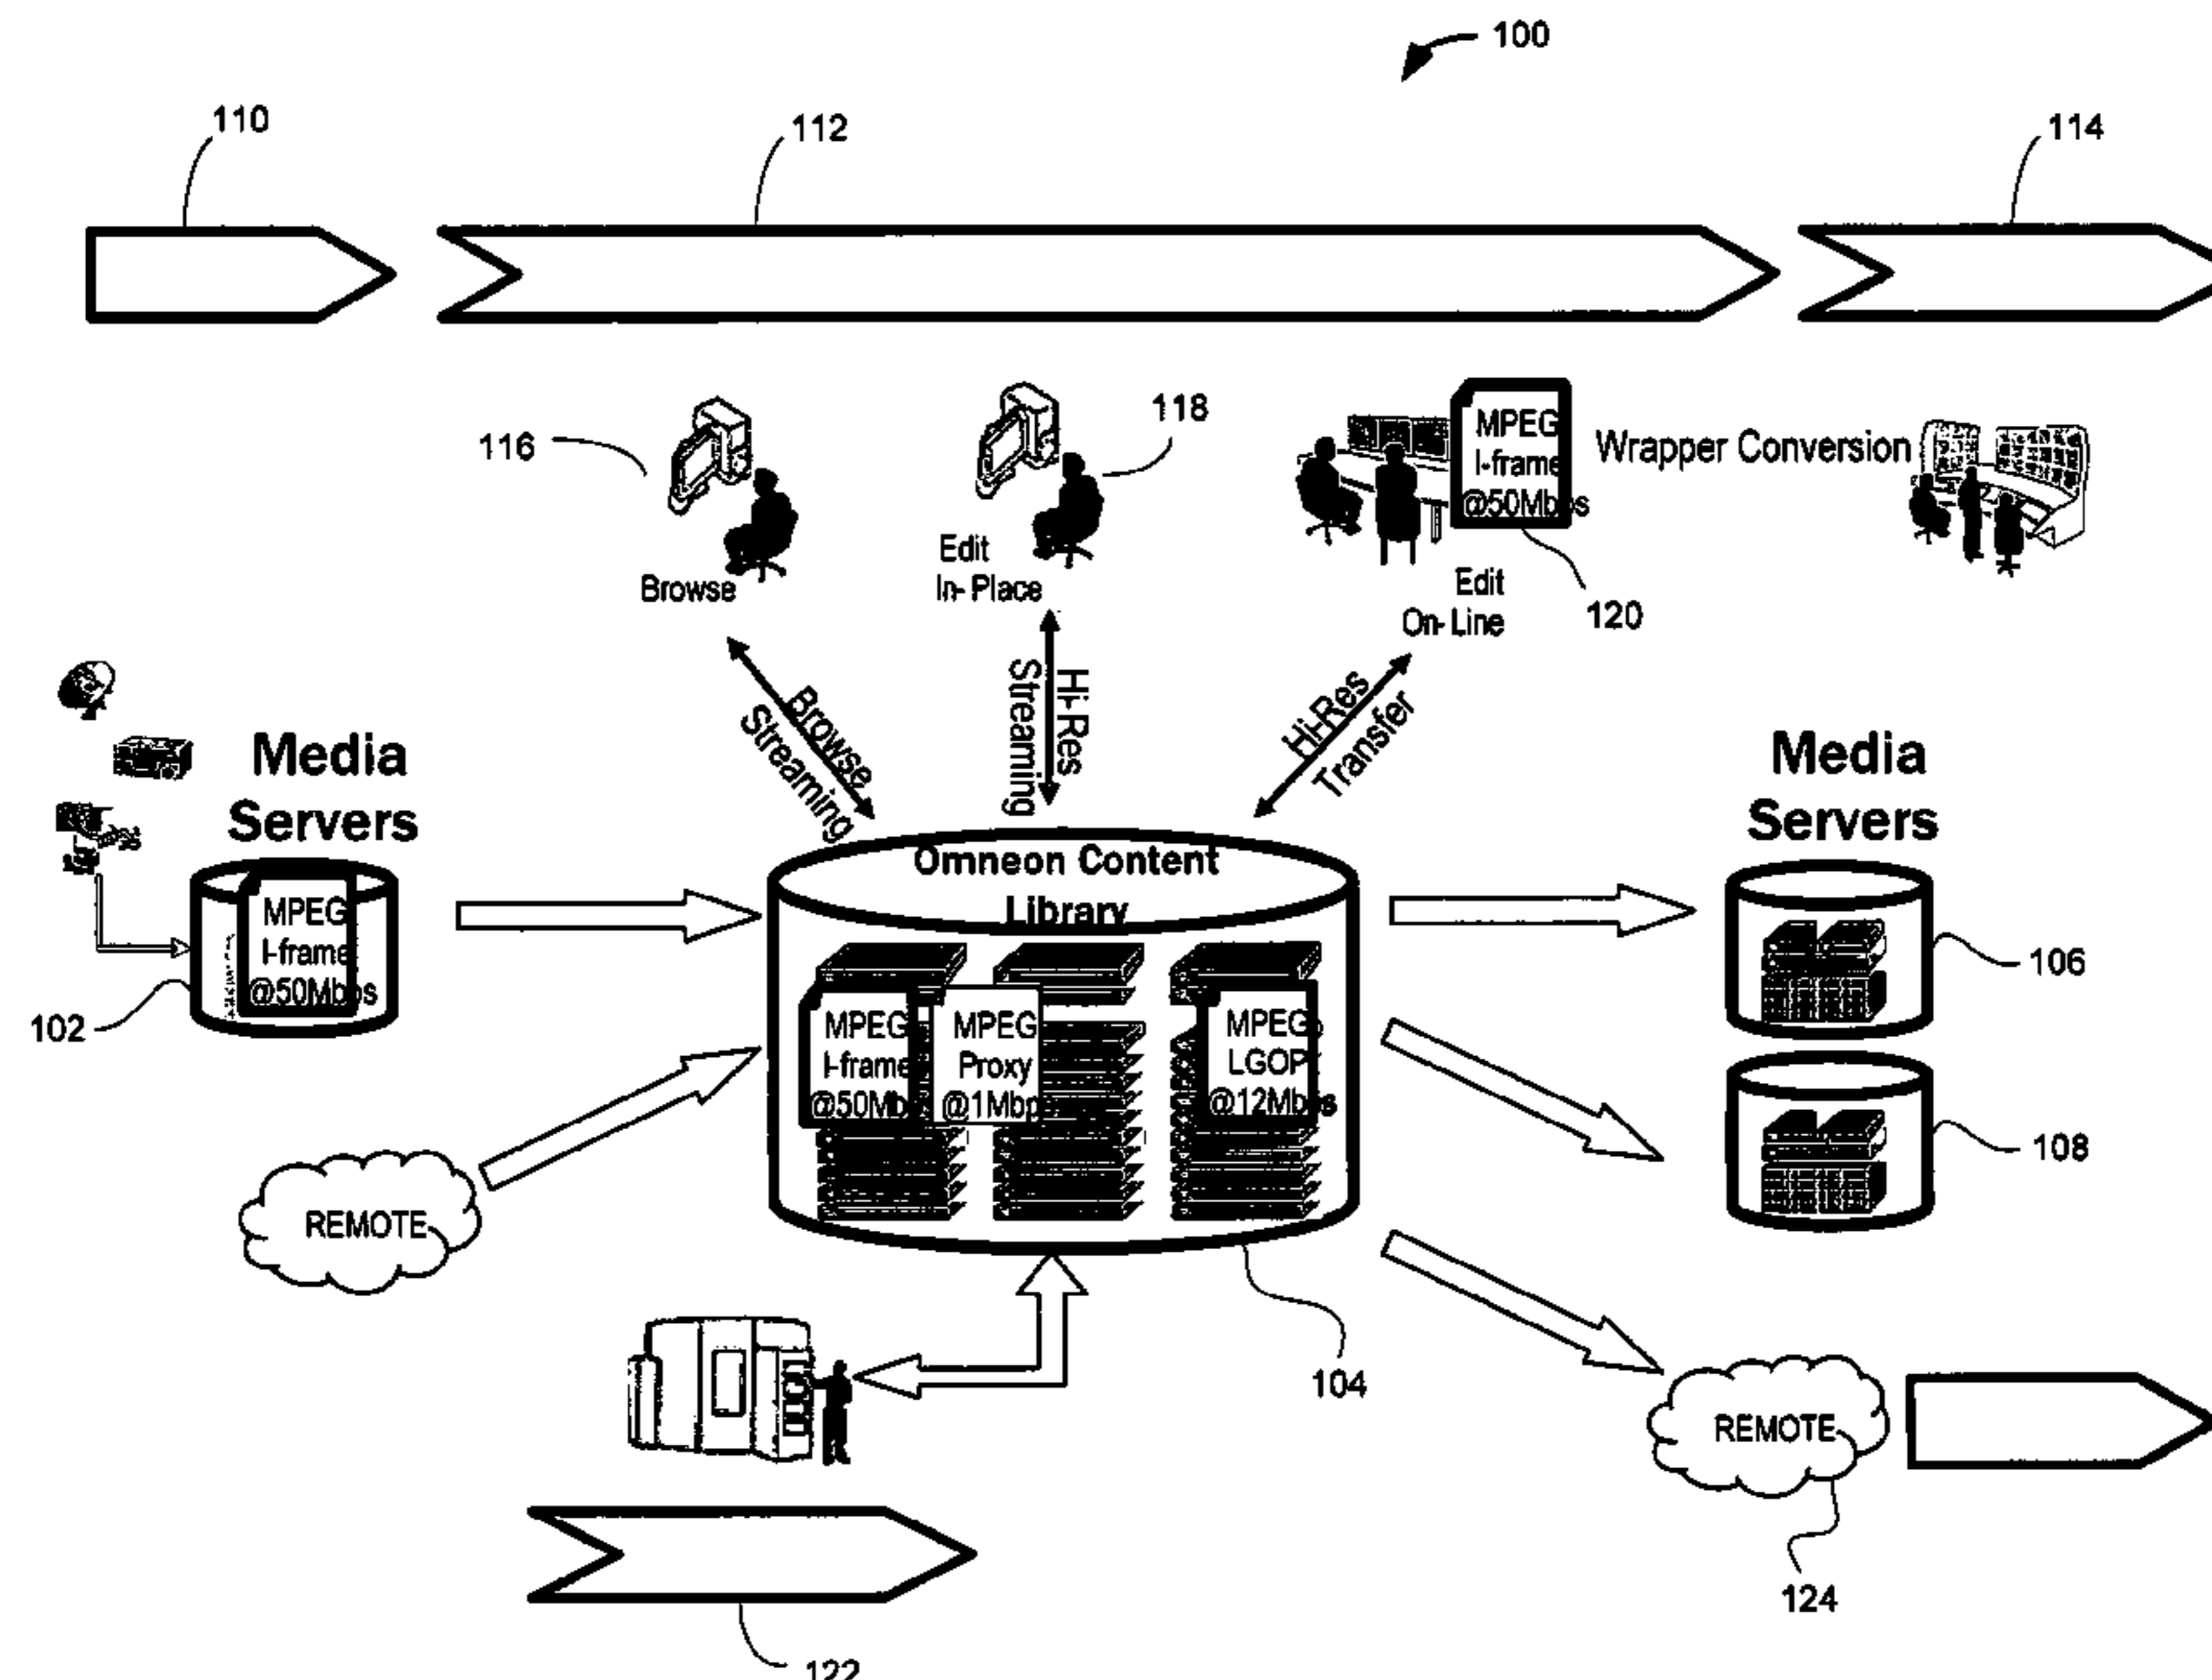 100
110
112
114
116
118
MPEG
I-frame
@50Mbps
Wrapper Conversion
Browse
Edit
In-Place
Edit
On-Line
120
Browse
Streaming
Hi-Res
Streaming
Hi-Res
Transfer
Media
Servers
MPEG
I-frame
@50Mbps
102
Omneon Content
Library
MPEG
I-frame
@50Mb
MPEG
Proxy
@1Mbp
MPEG
LGOP
@12Mbps
Media
Servers
106
108
REMOTE
104
REMOTE
124
122